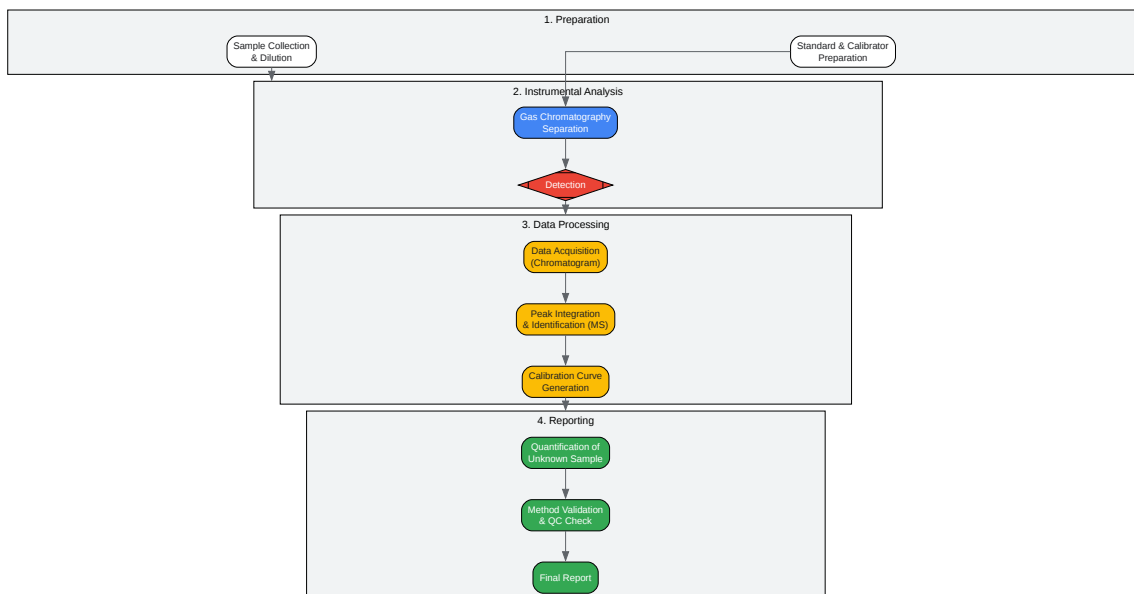 1. Preparation
Sample Collection
& Dilution
Standard & Calibrator
Preparation
2. Instrumental Analysis
Gas Chromatography
Separation
Detection
3. Data Processing
Data Acquisition
(Chromatogram)
Peak Integration
& Identification (MS)
Calibration Curve
Generation
4. Reporting
Quantification of
Unknown Sample
Method Validation
& QC Check
Final Report